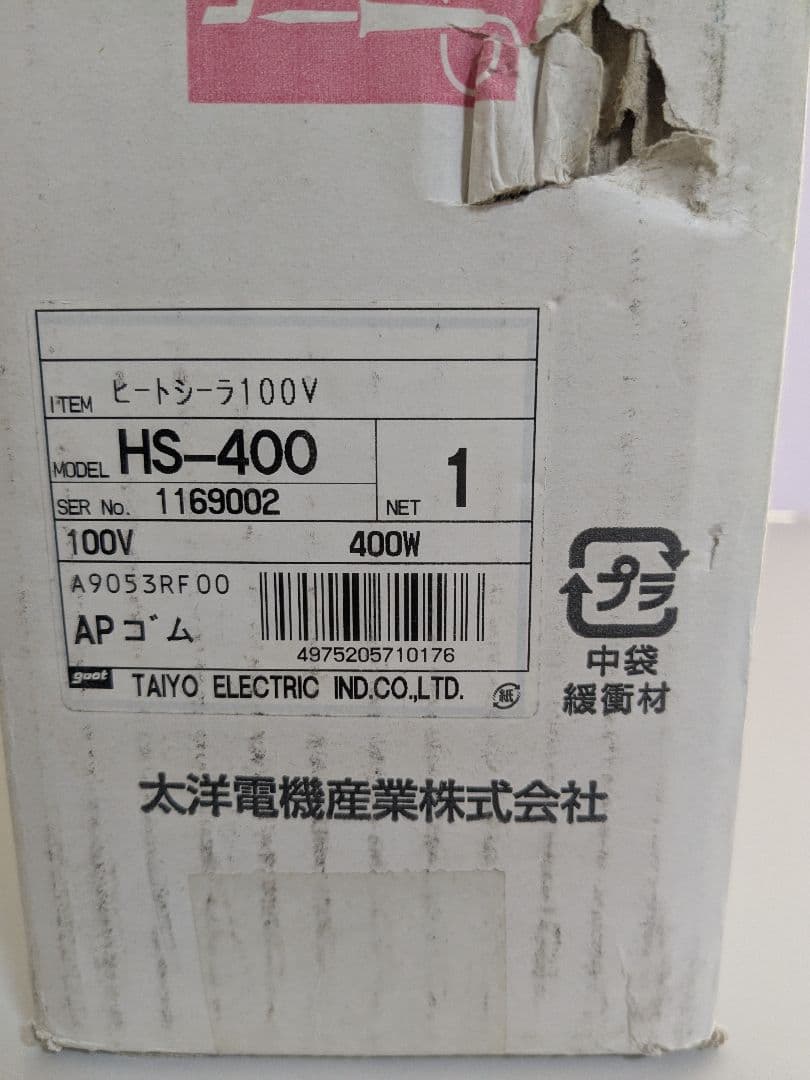 ITEM ヒートシーラ100V
MODEL HS-400
SER No. 1169002
NET 1
100V 400W
A9053RF00
APゴム
4975205710176
goot TAIYO ELECTRIC IND.CO.,LTD. 紙
プラ
中袋
緩衝材
太洋電機産業株式会社